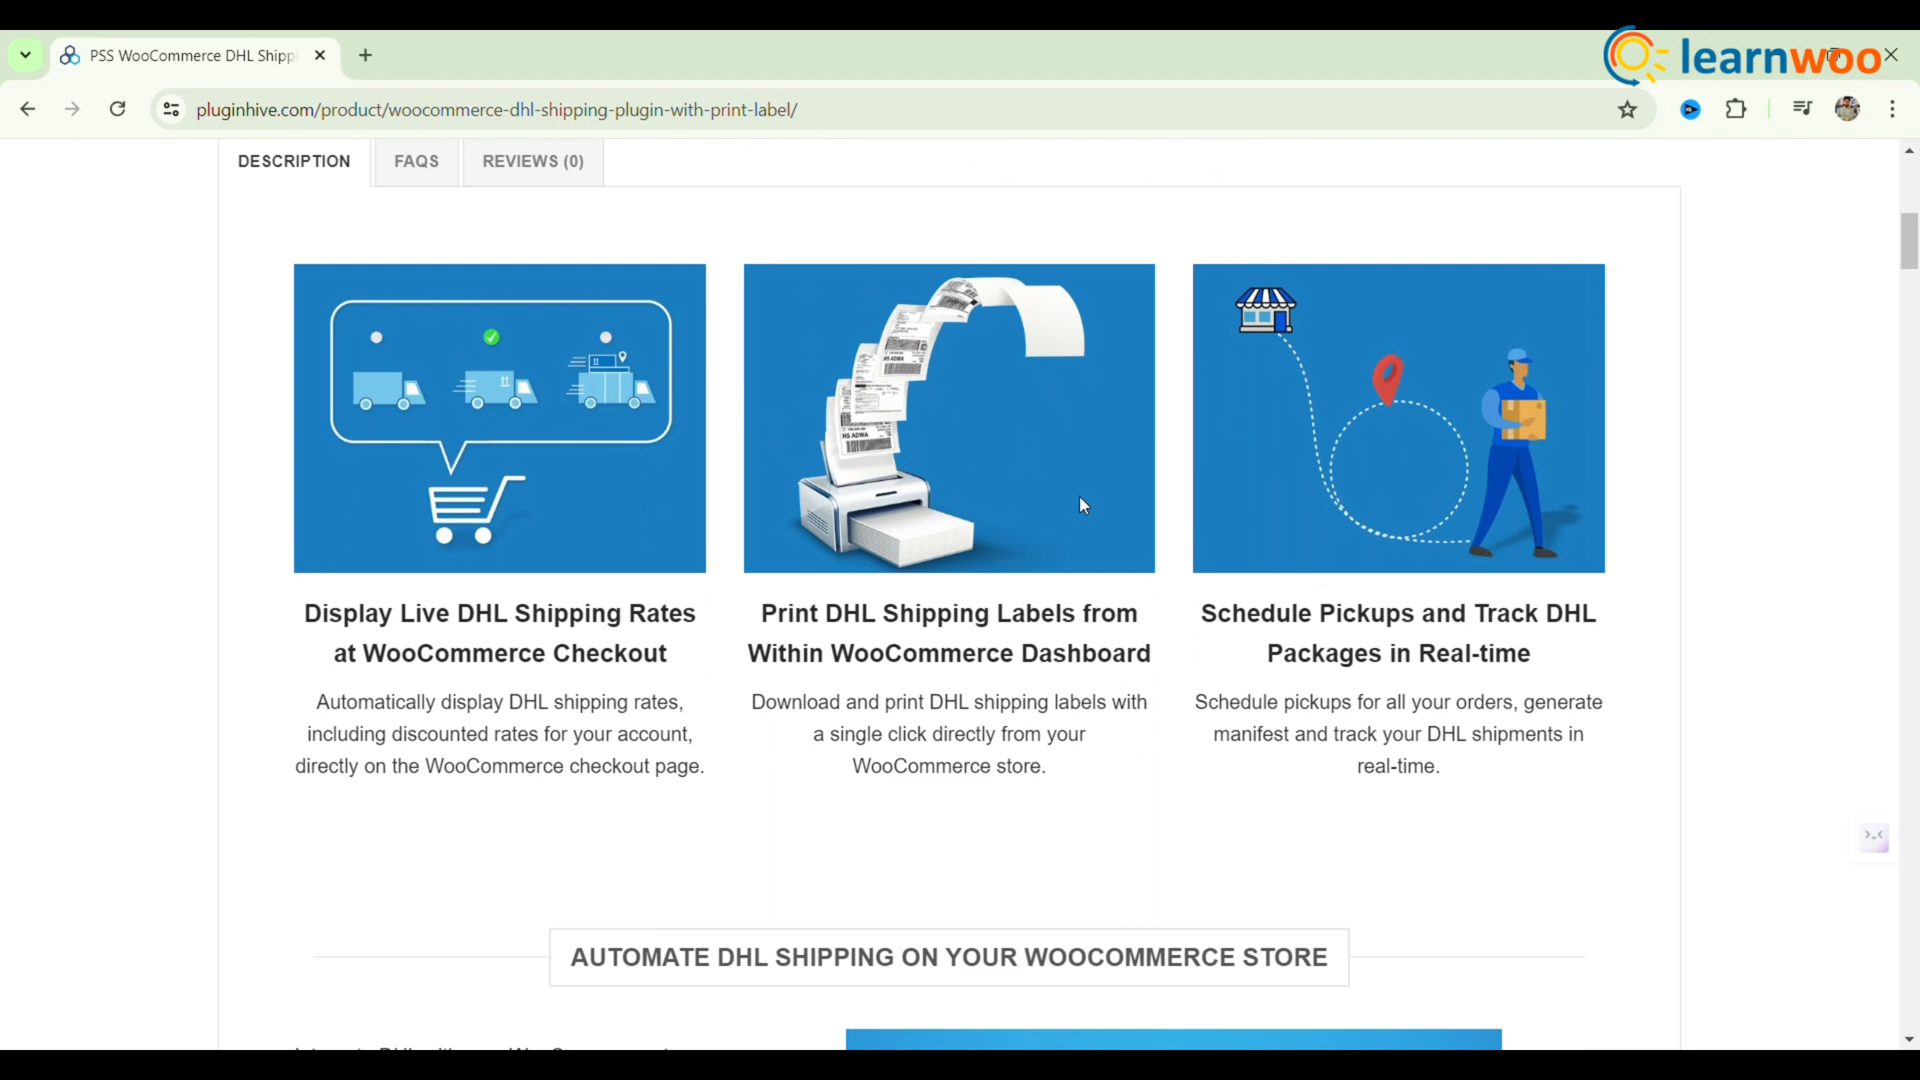 PSS WooCommerce DHL Shipp
learnwoo
pluginhive.com/product/woocommerce-dhl-shipping-plugin-with-print-label/
DESCRIPTION
FAQS
REVIEWS (0)
H5 ADWA
H5 ADWA
Display Live DHL Shipping Rates
at WooCommerce Checkout
Automatically display DHL shipping rates,
including discounted rates for your account,
directly on the WooCommerce checkout page.
Print DHL Shipping Labels from
Within WooCommerce Dashboard
Download and print DHL shipping labels with
a single click directly from your
WooCommerce store.
Schedule Pickups and Track DHL
Packages in Real-time
Schedule pickups for all your orders, generate
manifest and track your DHL shipments in
real-time.
AUTOMATE DHL SHIPPING ON YOUR WOOCOMMERCE STORE